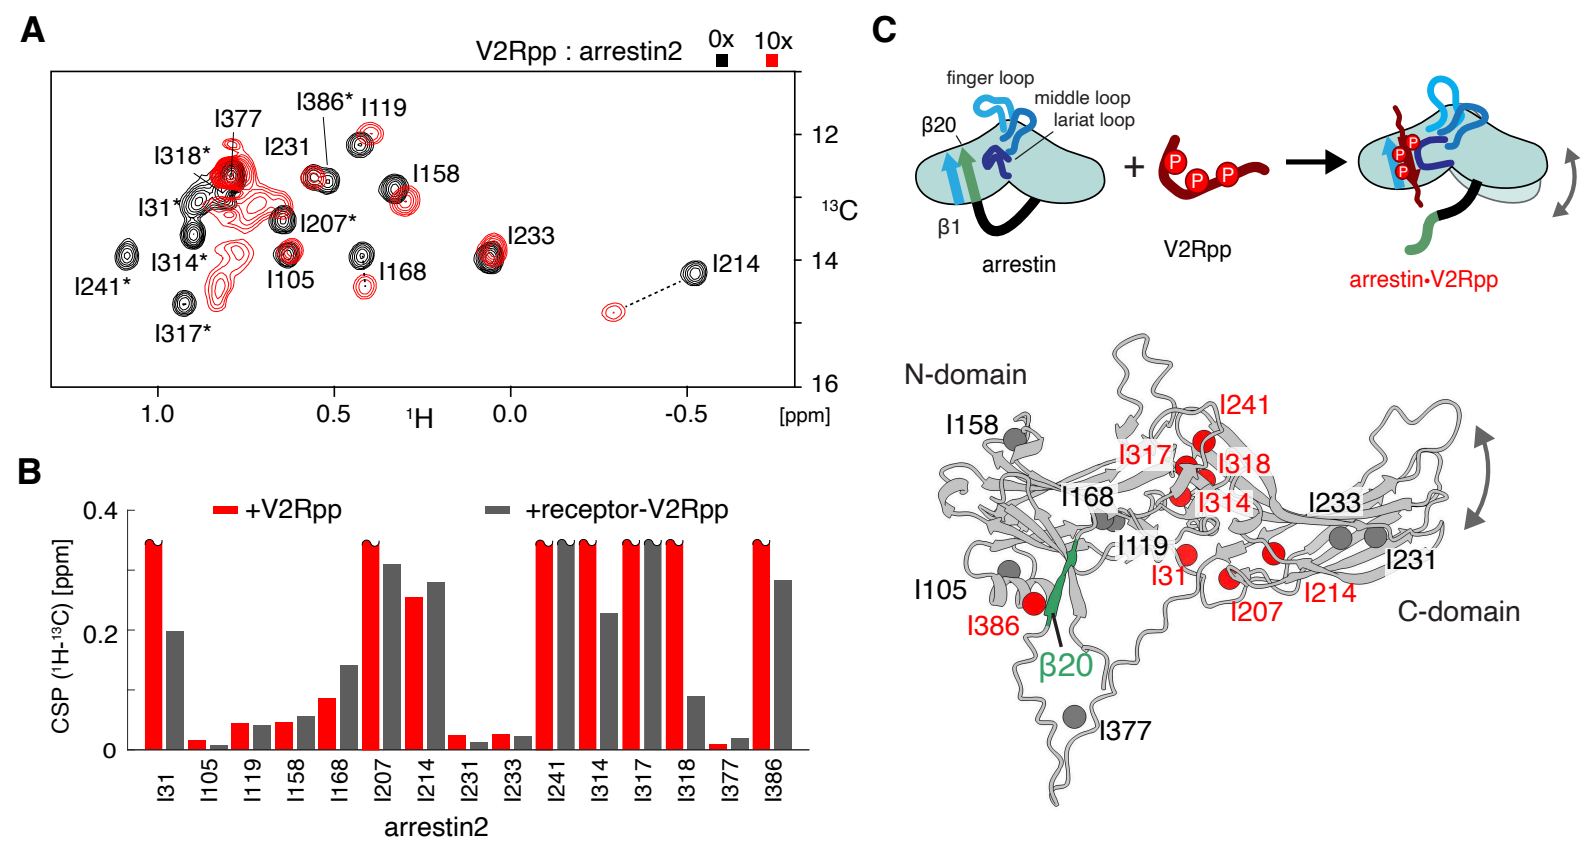 A
V2Rpp : arrestin2
0x
10x
I386*
I119
I377
I231
I318*
I158
I31*
I207*
I233
I314*
I105
I168
I214
I241*
I317*
12
¹³C
14
16
1.0
0.5
¹H
0.0
-0.5
[ppm]
B
+V2Rpp
+receptor-V2Rpp
CSP (¹H-¹³C) [ppm]
0.4
0.2
0
I31
I105
I119
I158
I168
I207
I214
I231
I233
I241
I314
I317
I318
I377
I386
arrestin2
C
finger loop
middle loop
lariat loop
β20
β1
arrestin
+
P
P
P
V2Rpp
P
P
P
arrestin•V2Rpp
N-domain
I158
I241
I317
I318
I168
I314
I233
I119
I31
I231
I105
I214
I207
I386
C-domain
β20
I377